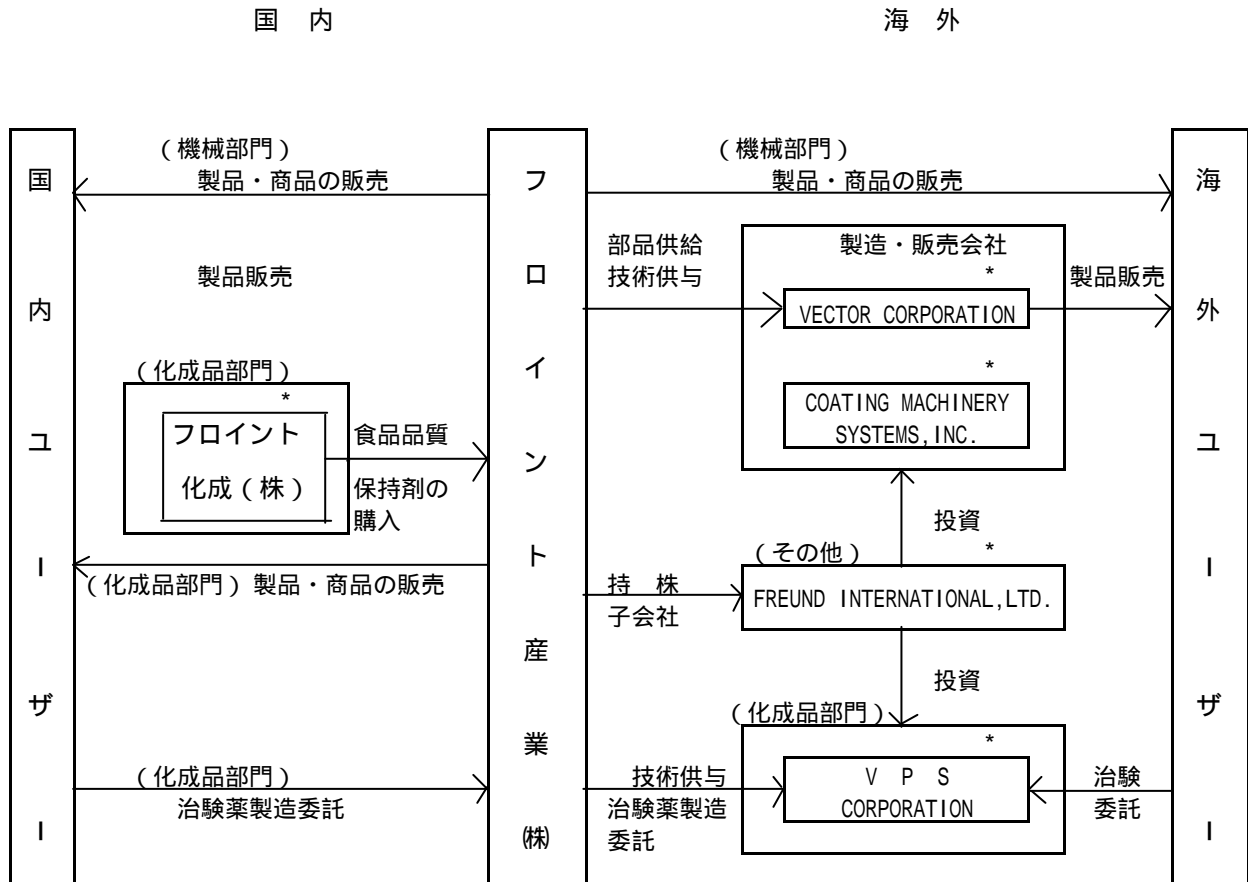 国 内
海 外
国内ユーザー
(機械部門)
製品・商品の販売
製品販売
(化成品部門)
*
フロイント
化成(株)
食品品質
保持剤の
購入
(化成品部門)製品・商品の販売
(化成品部門)
治験薬製造委託
フロイント産業㈱
(機械部門)
製品・商品の販売
部品供給
技術供与
製造・販売会社
*
VECTOR CORPORATION
製品販売
*
COATING MACHINERY
SYSTEMS,INC.
投資
(その他)
*
持 株
子会社
FREUND INTERNATIONAL,LTD.
投資
(化成品部門)
*
技術供与
治験薬製造
委託
V P S
CORPORATION
治験
委託
海外ユーザー